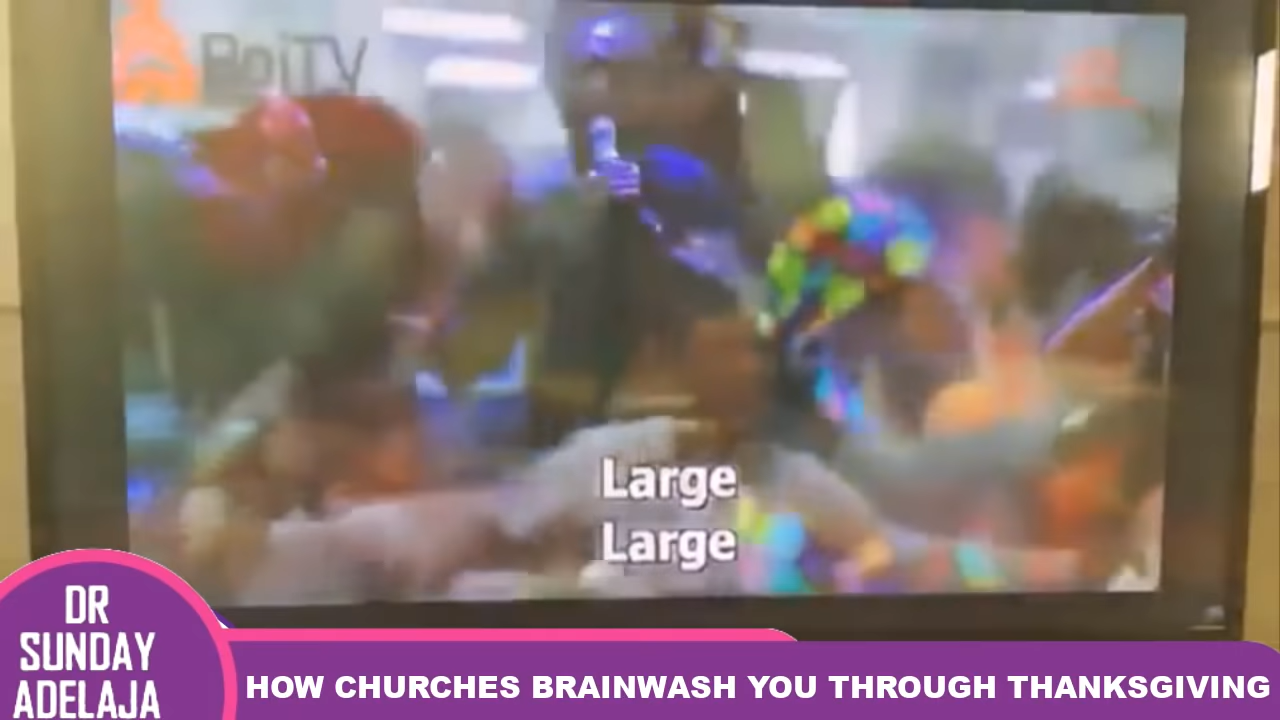 Large
Large
DR
SUNDAY
ADELAJA
HOW CHURCHES BRAINWASH YOU THROUGH THANKSGIVING